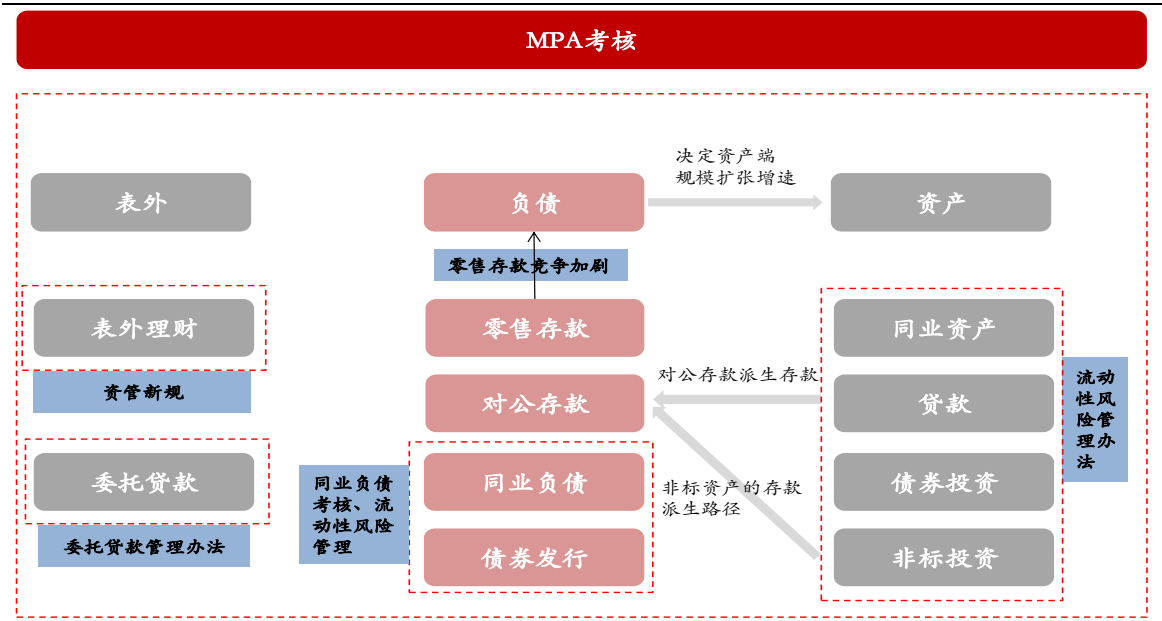 MPA考核
决定资产端
规模扩张增速
表外
负债
资产
零售存款竞争加剧
表外理财
零售存款
同业资产
资管新规
对公存款派生存款
对公存款
贷款
流动
性风
险管
理办
法
委托贷款
同业负债
考核、流
动性风险
管理
同业负债
非标资产的存款
派生路径
债券投资
委托贷款管理办法
债券发行
非标投资